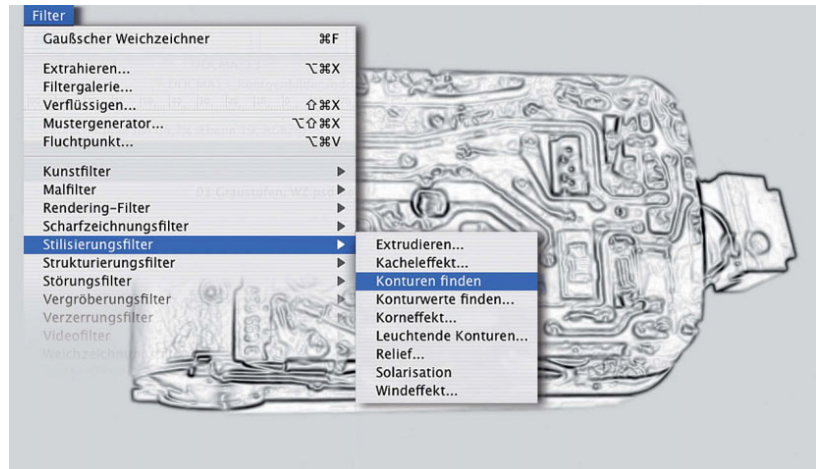 Filter
Gaußscher Weichzeichner ⌘F
Extrahieren... ⌥⌘X
Filtergalerie...
Verflüssigen... ⇧⌘X
Mustergenerator... ⌥⇧⌘X
Fluchtpunkt... ⌥⌘V
Kunstfilter
Malfilter
Rendering-Filter
Scharfzeichnungsfilter
Stilisierungsfilter
Strukturierungsfilter
Störungsfilter
Vergröberungsfilter
Verzerrungsfilter
Videofilter
Extrudieren...
Kacheleffekt...
Konturen finden
Konturwerte finden...
Korneffekt...
Leuchtende Konturen...
Relief...
Solarisation
Windeffekt...